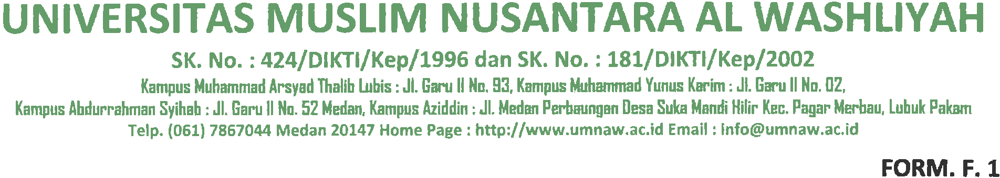 UNIVERSITAS MUSLIM NUSANTARA AL WASHLIYAH
SK. No. : 424/DIKTI/Kep/1996 dan SK. No. : 181/DIKTI/Kep/2002
Kampus Muhammad Arsyad Thalib Lubis : Jl. Garu II No. 93, Kampus Muhammad Yunus Karim : Jl. Garu II No. 02,
Kampus Abdurrahman Syihab : Jl. Garu II No. 52 Medan, Kampus Aziddin : Jl. Medan Perbaungan Desa Suka Mandi Hilir Kec. Pagar Merbau, Lubuk Pakam
Telp. (061) 7867044 Medan 20147 Home Page : http://www.umnaw.ac.id Email : info@umnaw.ac.id
FORM. F. 1